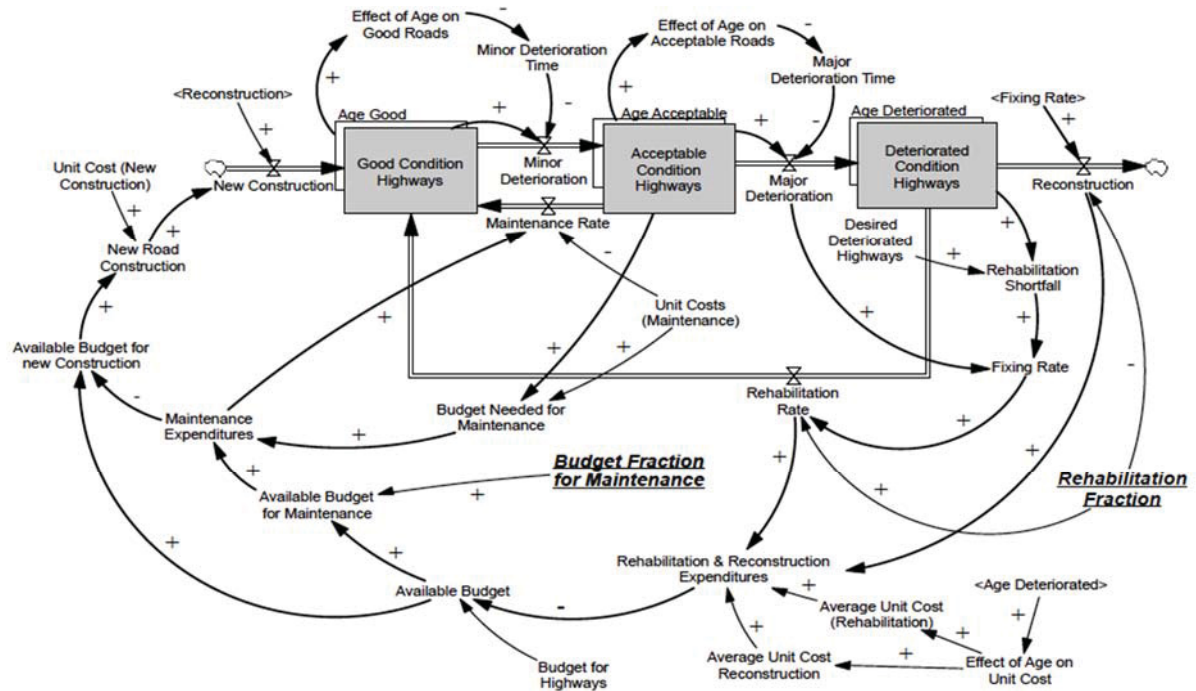 Effect of Age on
Good Roads
-
Minor Deterioration
Time
Effect of Age on
Acceptable Roads
-
Major
Deterioration Time
<Reconstruction>
+
+
-
+
+
-
<Fixing Rate>
+
Age Good
Age Acceptable
Age Deteriorated
+
+
Good Condition
Highways
Acceptable
Condition
Highways
Deteriorated
Condition
Highways
Unit Cost (New
Construction)
+
New Construction
Minor
Deterioration
Major
Deterioration
Reconstruction
Maintenance Rate
-
+
New Road
Construction
Desired
Deteriorated
Highways
+
+
Rehabilitation
Shortfall
+
Unit Costs
(Maintenance)
+
+
+
+
+
Available Budget for
new Construction
Fixing Rate
-
-
Maintenance
Expenditures
+
Budget Needed for
Maintenance
Rehabilitation
Rate
+
+
+
Budget Fraction
for Maintenance
+
+
+
Rehabilitation
Fraction
Available Budget
for Maintenance
+
+
Rehabilitation & Reconstruction
Expenditures
Available Budget
-
+
<Age Deteriorated>
Average Unit Cost
(Rehabilitation)
+
+
+
+
Budget for
Highways
Average Unit Cost
Reconstruction
Effect of Age on
Unit Cost